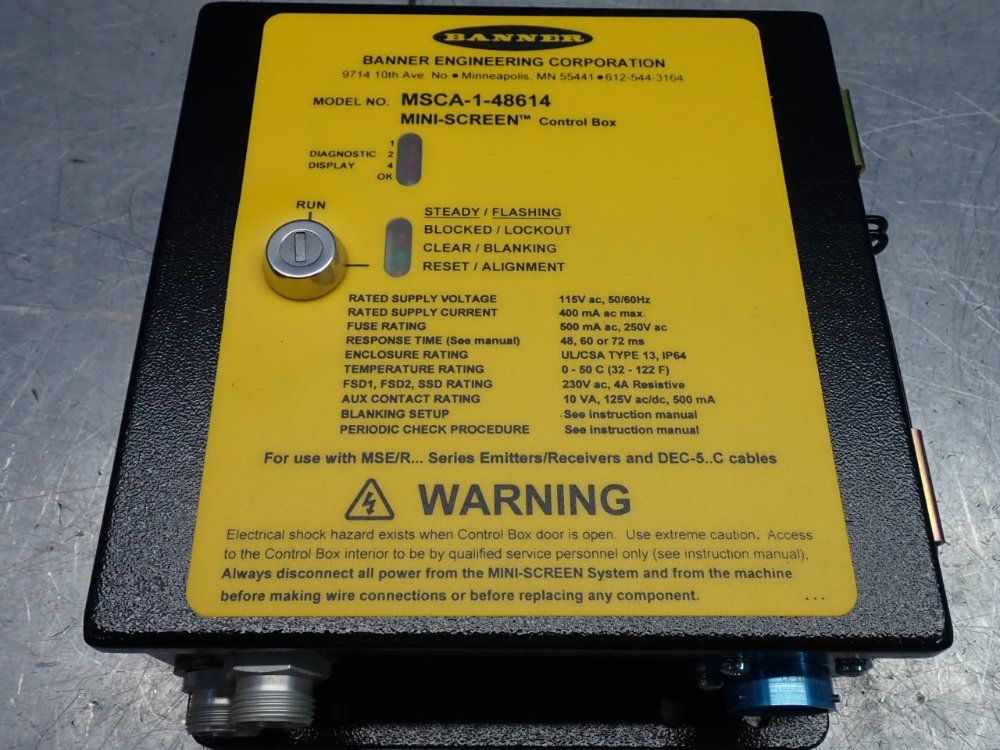 BANNER
BANNER ENGINEERING CORPORATION
9714 10th Ave. No • Minneapolis, MN 55441 • 612-544-3164
MODEL NO. MSCA-1-48614
MINI-SCREEN™ Control Box
1
DIAGNOSTIC 2
DISPLAY 4
OK
RUN
STEADY / FLASHING
BLOCKED / LOCKOUT
CLEAR / BLANKING
RESET / ALIGNMENT
RATED SUPPLY VOLTAGE 115V ac, 50/60Hz
RATED SUPPLY CURRENT 400 mA ac max.
FUSE RATING 500 mA ac, 250V ac
RESPONSE TIME (See manual) 48, 60 or 72 ms
ENCLOSURE RATING UL/CSA TYPE 13, IP64
TEMPERATURE RATING 0 - 50 C (32 - 122 F)
FSD1, FSD2, SSD RATING 230V ac, 4A Resistive
AUX CONTACT RATING 10 VA, 125V ac/dc, 500 mA
BLANKING SETUP See instruction manual
PERIODIC CHECK PROCEDURE See instruction manual
For use with MSE/R... Series Emitters/Receivers and DEC-5..C cables
WARNING
Electrical shock hazard exists when Control Box door is open. Use extreme caution. Access
to the Control Box interior to be by qualified service personnel only (see instruction manual).
Always disconnect all power from the MINI-SCREEN System and from the machine
before making wire connections or before replacing any component. ...